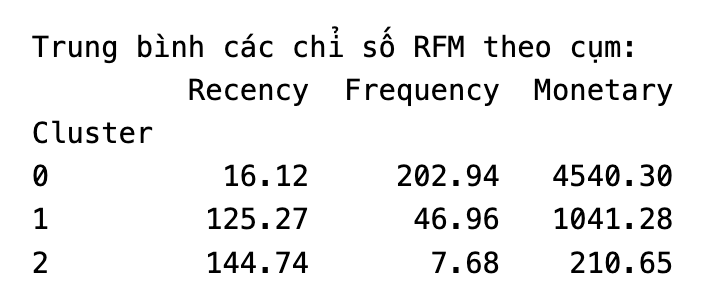 Trung bình các chỉ số RFM theo cụm:
Recency Frequency Monetary
Cluster
0 16.12 202.94 4540.30
1 125.27 46.96 1041.28
2 144.74 7.68 210.65